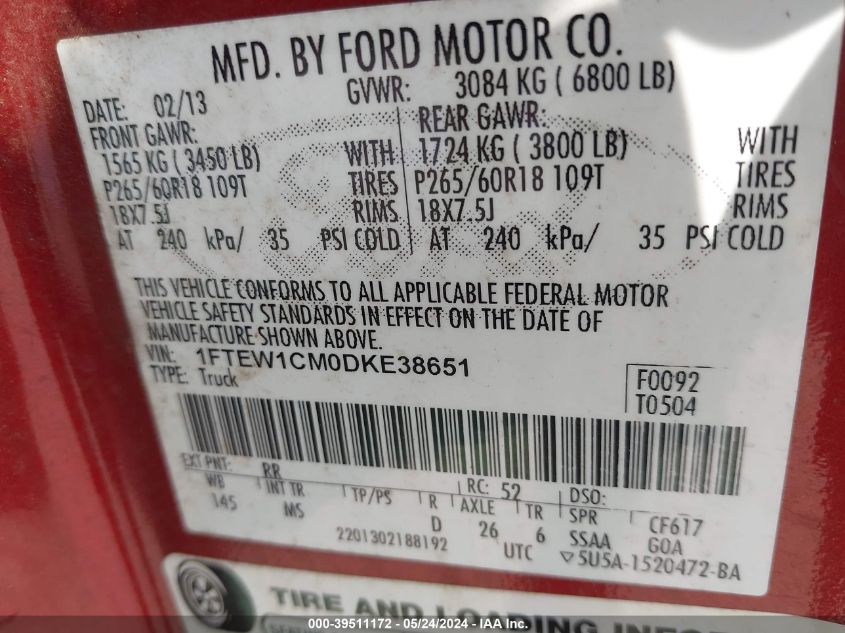 MFD. BY FORD MOTOR CO.
DATE: 02/13 GVWR: 3084 KG ( 6800 LB)
FRONT GAWR: REAR GAWR:
1565 KG ( 3450 LB) WITH 1724 KG ( 3800 LB) WITH
P265/60R18 109T TIRES P265/60R18 109T TIRES
18X7.5J RIMS 18X7.5J RIMS
AT 240 kPa/ 35 PSI COLD AT 240 kPa/ 35 PSI COLD
THIS VEHICLE CONFORMS TO ALL APPLICABLE FEDERAL MOTOR
VEHICLE SAFETY STANDARDS IN EFFECT ON THE DATE OF
MANUFACTURE SHOWN ABOVE.
VIN: 1FTEW1CM0DKE38651
TYPE: Truck
F0092
T0504
EXT PNT: RR RC: 52 DSO:
WB INT TR TP/PS R AXLE TR SPR CF617
145 MS D 26 6 SSAA GOA
2201302188192 UTC ▽5U5A-1520472-BA
TIRE AND LOADING INFORMATION
000-39511172 - 05/24/2024 - IAA Inc.